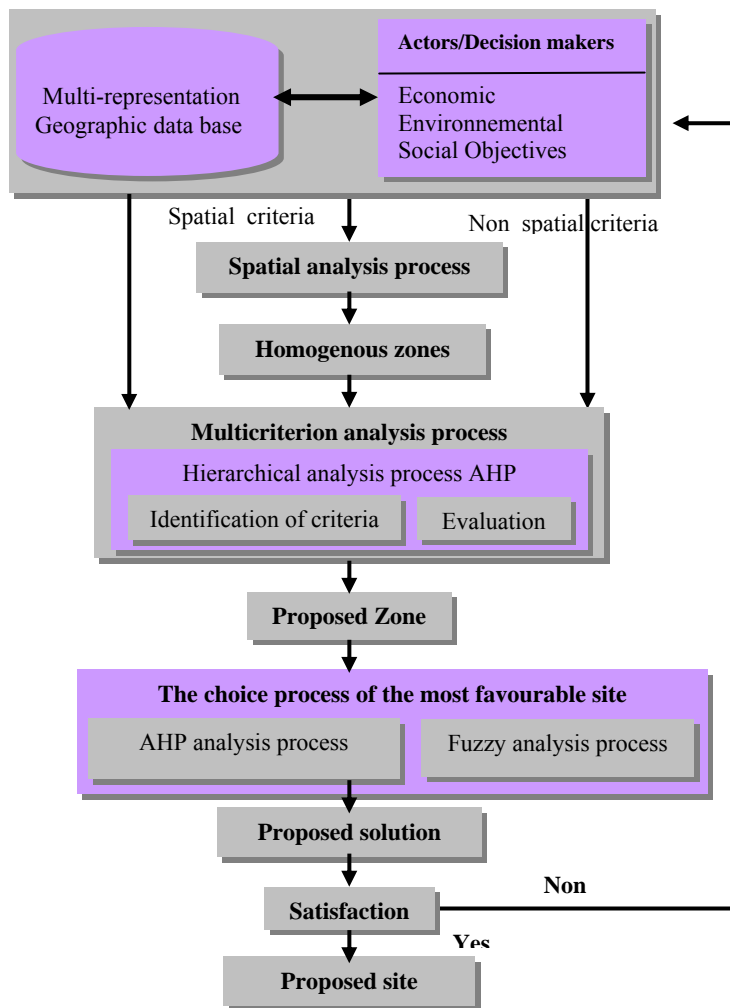 Multi-representation
Geographic data base
Actors/Decision makers
Economic
Environnemental
Social Objectives
Spatial criteria
Non spatial criteria
Spatial analysis process
Homogenous zones
Multicriterion analysis process
Hierarchical analysis process AHP
Identification of criteria
Evaluation
Proposed Zone
The choice process of the most favourable site
AHP analysis process
Fuzzy analysis process
Proposed solution
Non
Satisfaction
Yes
Proposed site